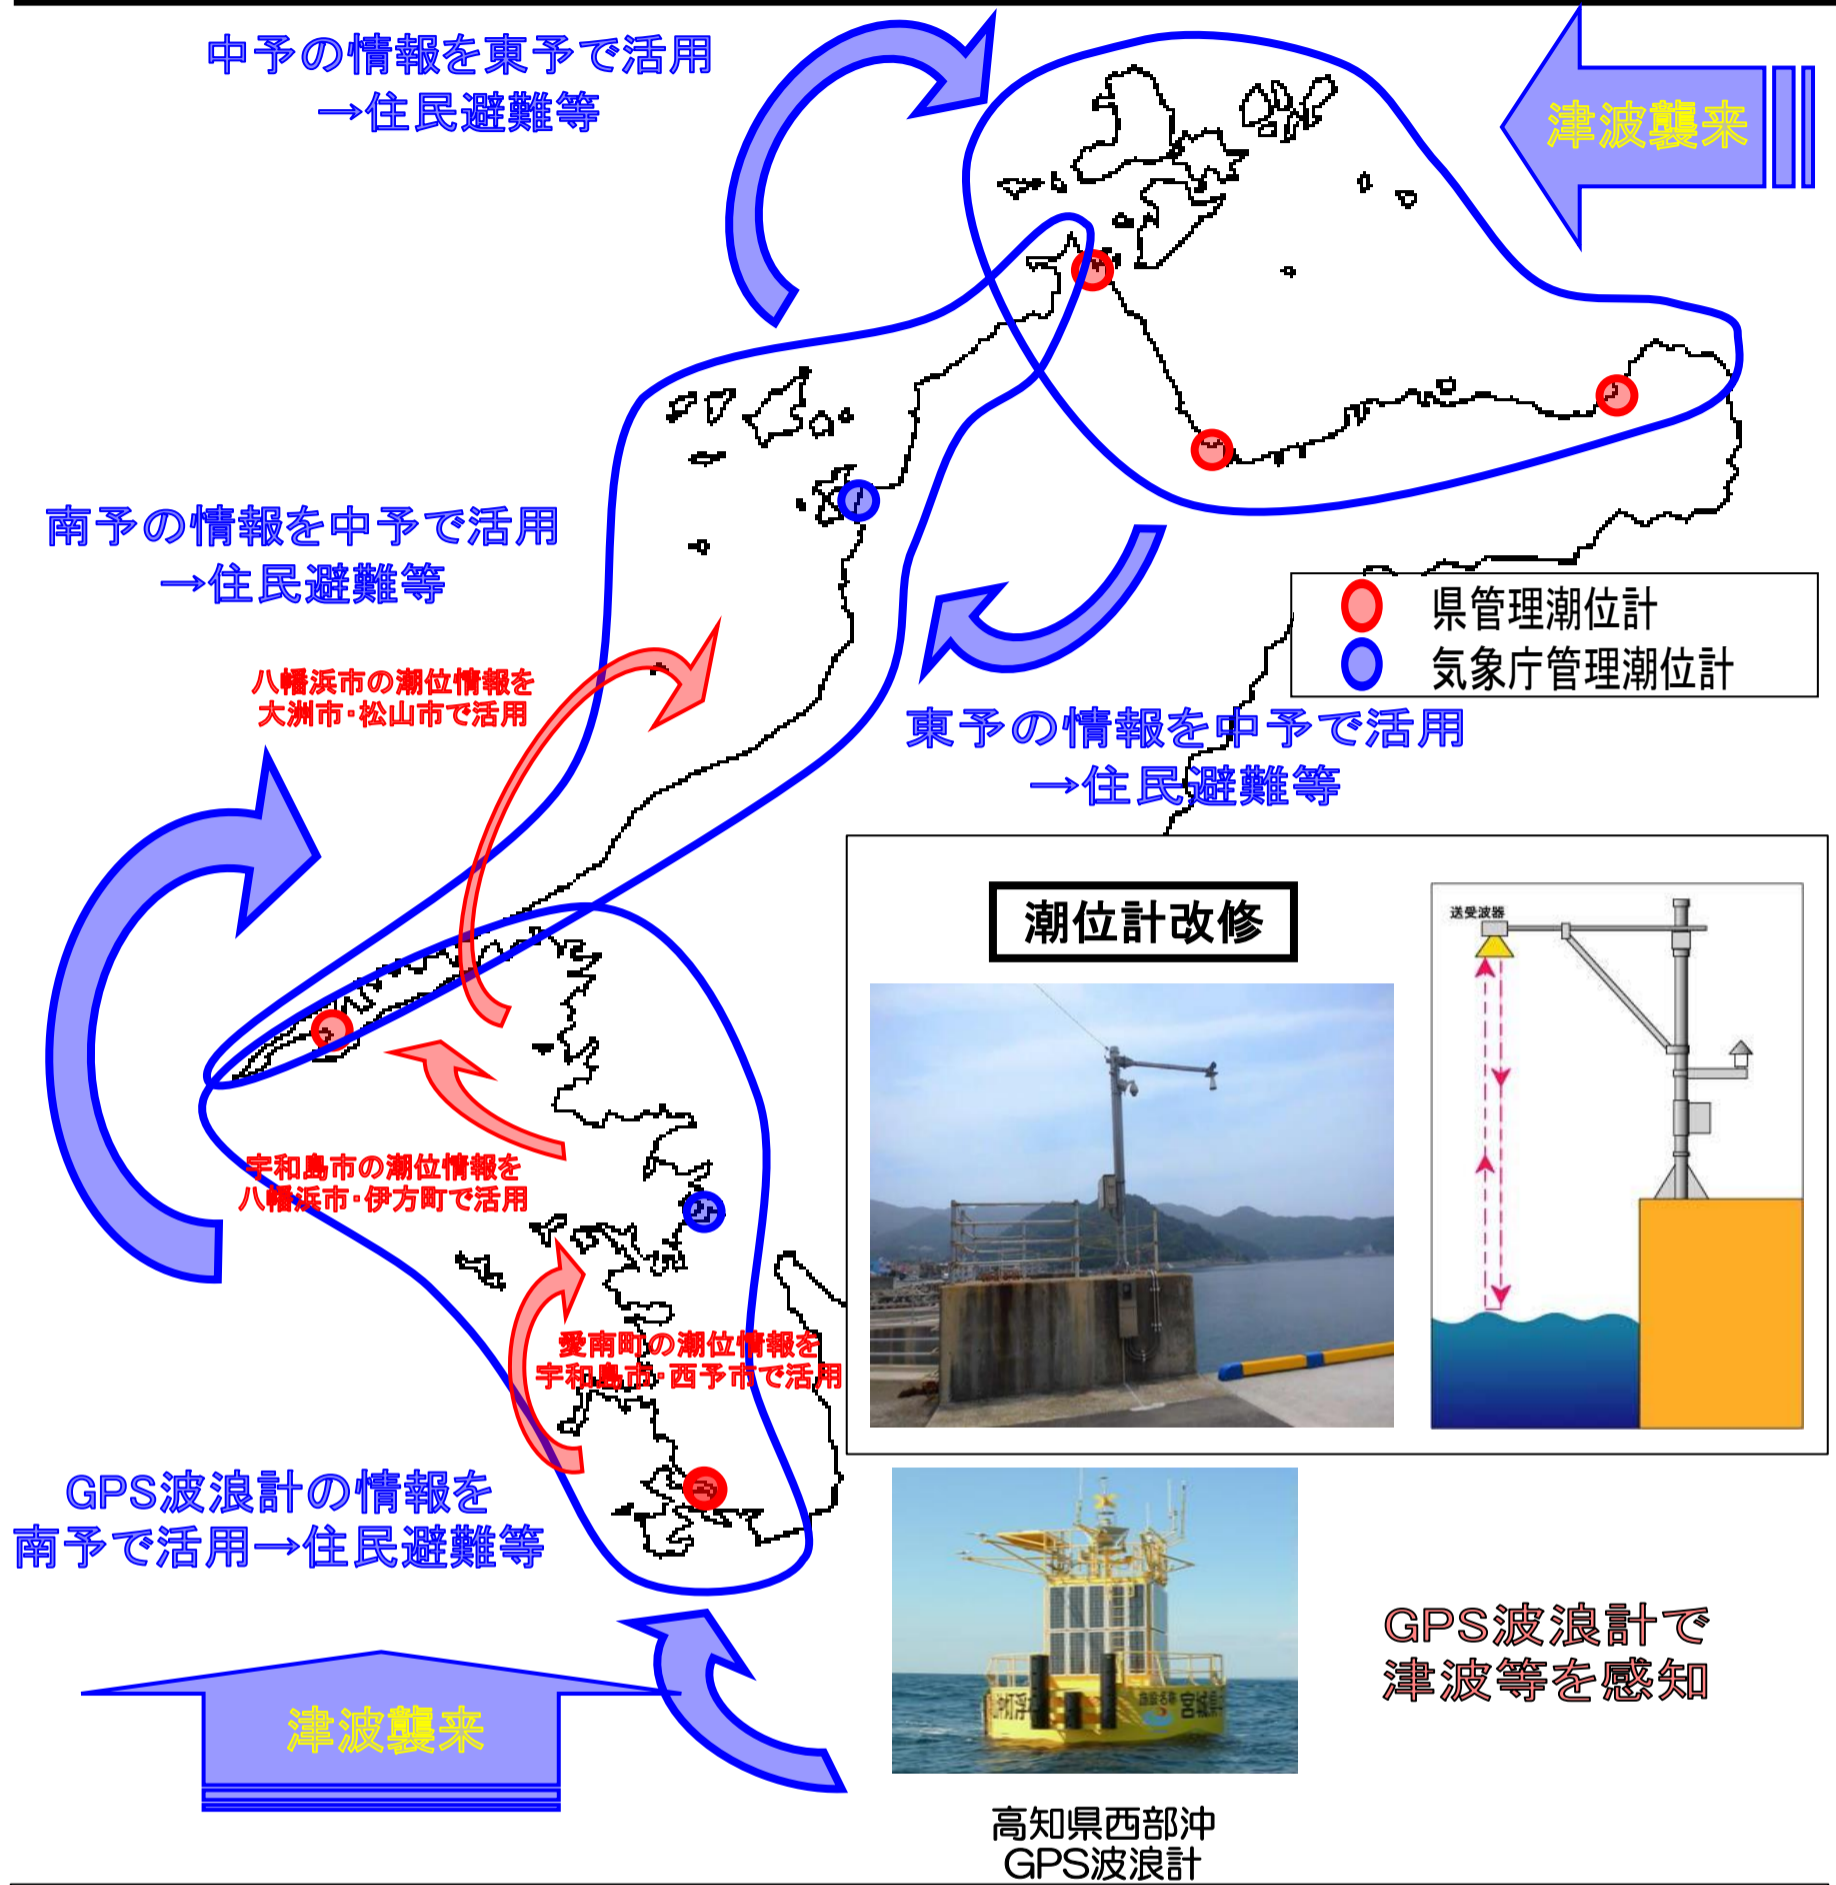 中予の情報を東予で活用
→住民避難等
津波襲来
南予の情報を中予で活用
→住民避難等
県管理潮位計
気象庁管理潮位計
八幡浜市の潮位情報を
大洲市・松山市で活用
東予の情報を中予で活用
→住民避難等
潮位計改修
送受波器
宇和島市の潮位情報を
八幡浜市・伊方町で活用
愛南町の潮位情報を
宇和島市・西予市で活用
GPS波浪計の情報を
南予で活用→住民避難等
津波襲来
GPS波浪計で
津波等を感知
高知県西部沖
GPS波浪計